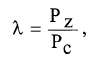 λ = P_z / P_c ,